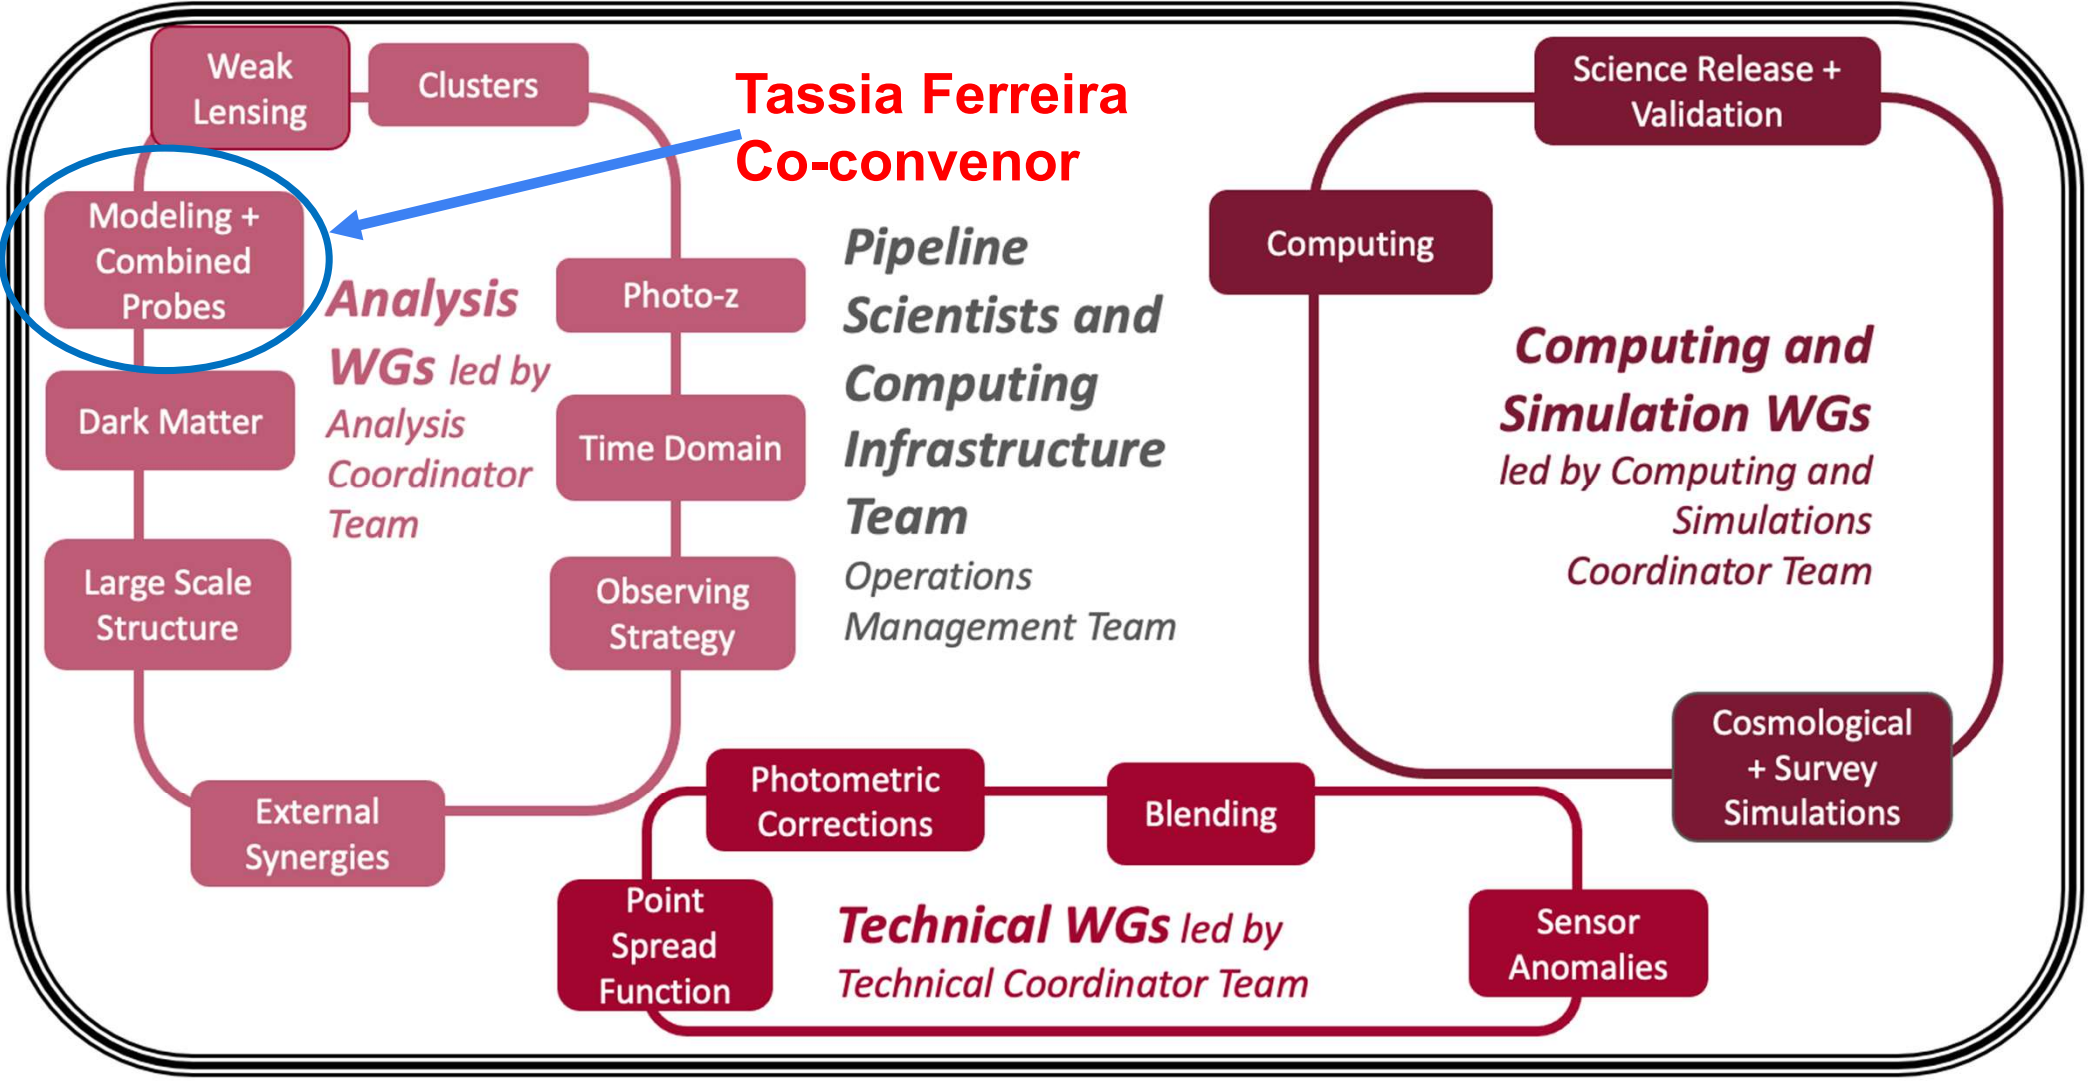 Weak
Lensing
Clusters
Tassia Ferreira
Co-convenor
Science Release +
Validation
Modeling +
Combined
Probes
Computing
Analysis
WGs led by
Analysis
Coordinator
Team
Photo-z
Pipeline
Scientists and
Computing
Infrastructure
Team
Operations
Management Team
Computing and
Simulation WGs
led by Computing and
Simulations
Coordinator Team
Dark Matter
Time Domain
Large Scale
Structure
Observing
Strategy
External
Synergies
Photometric
Corrections
Blending
Cosmological
+ Survey
Simulations
Point
Spread
Function
Technical WGs led by
Technical Coordinator Team
Sensor
Anomalies